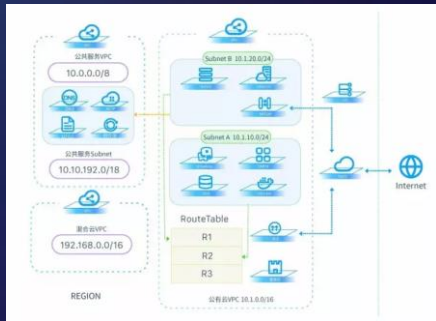 公共服务VPC
10.0.0.0/8
DNS
公共服务Subnet
10.10.192.0/18
混合云VPC
192.168.0.0/16
REGION
Subnet B 10.1.20.0/24
Subnet A 10.1.10.0/24
RouteTable
R1
R2
R3
公有云VPC 10.1.0.0/16
Internet